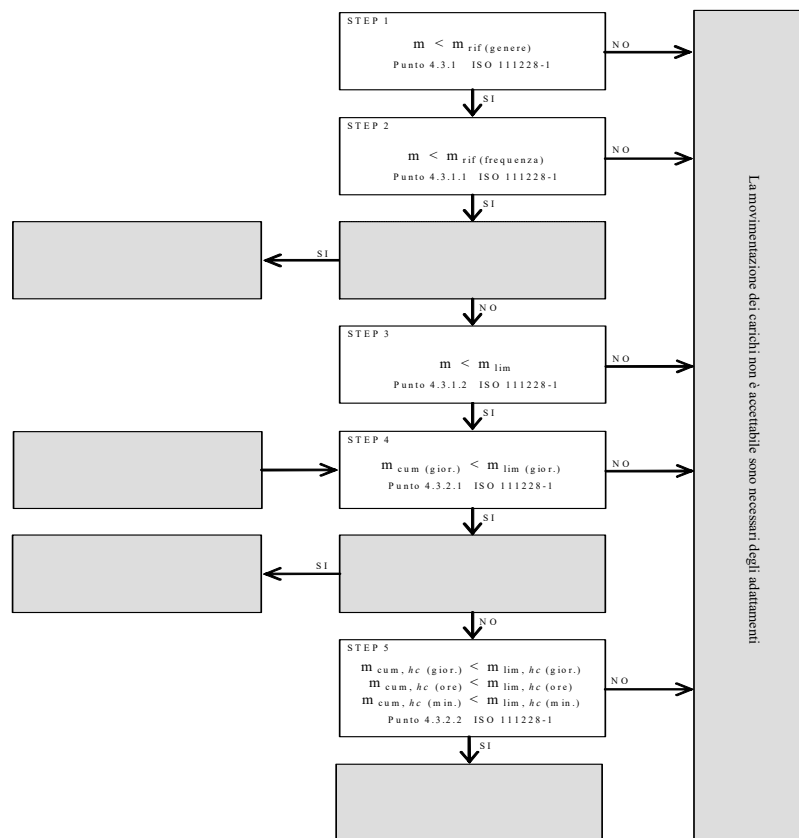 STEP 1
m < m rif (genere)
Punto 4.3.1 ISO 111228-1
NO
SI
STEP 2
m < m rif (frequenza)
Punto 4.3.1.1 ISO 111228-1
NO
SI
SI
NO
STEP 3
m < m lim
Punto 4.3.1.2 ISO 111228-1
NO
SI
STEP 4
m cum (gior.) < m lim (gior.)
Punto 4.3.2.1 ISO 111228-1
NO
SI
SI
NO
STEP 5
m cum, hc (gior.) < m lim, hc (gior.)
m cum, hc (ore) < m lim, hc (ore)
m cum, hc (min.) < m lim, hc (min.)
Punto 4.3.2.2 ISO 111228-1
NO
SI
La movimentazione dei carichi non è accettabile sono necessari degli adattamenti